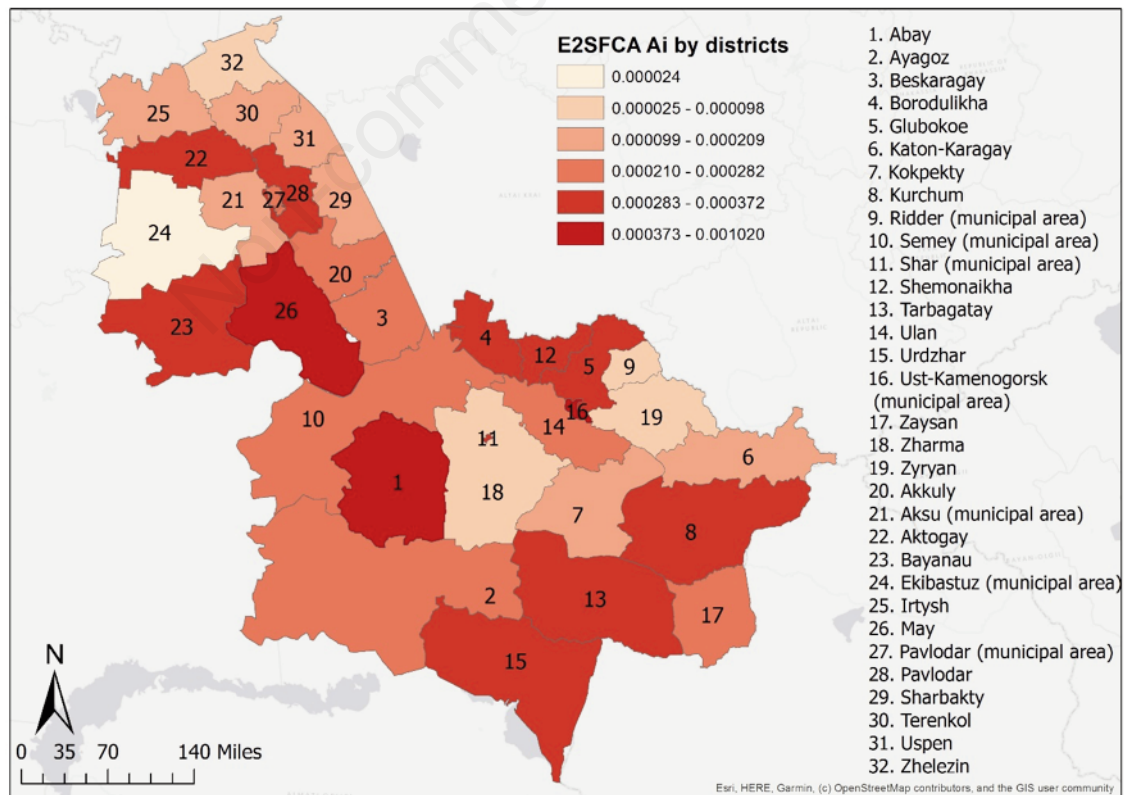 E2SFCA Ai by districts
0.000024
0.000025 - 0.000098
0.000099 - 0.000209
0.000210 - 0.000282
0.000283 - 0.000372
0.000373 - 0.001020
1. Abay
2. Ayagoz
3. Beskaragay
4. Borodulikha
5. Glubokoe
6. Katon-Karagay
7. Kokpekty
8. Kurchum
9. Ridder (municipal area)
10. Semey (municipal area)
11. Shar (municipal area)
12. Shemonaikha
13. Tarbagatay
14. Ulan
15. Urdzhar
16. Ust-Kamenogorsk
(municipal area)
17. Zaysan
18. Zharma
19. Zyryan
20. Akkuly
21. Aksu (municipal area)
22. Aktogay
23. Bayanau
24. Ekibastuz (municipal area)
25. Irtysh
26. May
27. Pavlodar (municipal area)
28. Pavlodar
29. Sharbakty
30. Terenkol
31. Uspen
32. Zhelezin
32
25
30
31
22
28
27
21
29
24
20
26
3
23
4
12
5
9
16
19
10
14
11
6
1
18
7
8
2
13
17
15
N
0 35 70 140 Miles
Esri, HERE, Garmin, (c) OpenStreetMap contributors, and the GIS user community